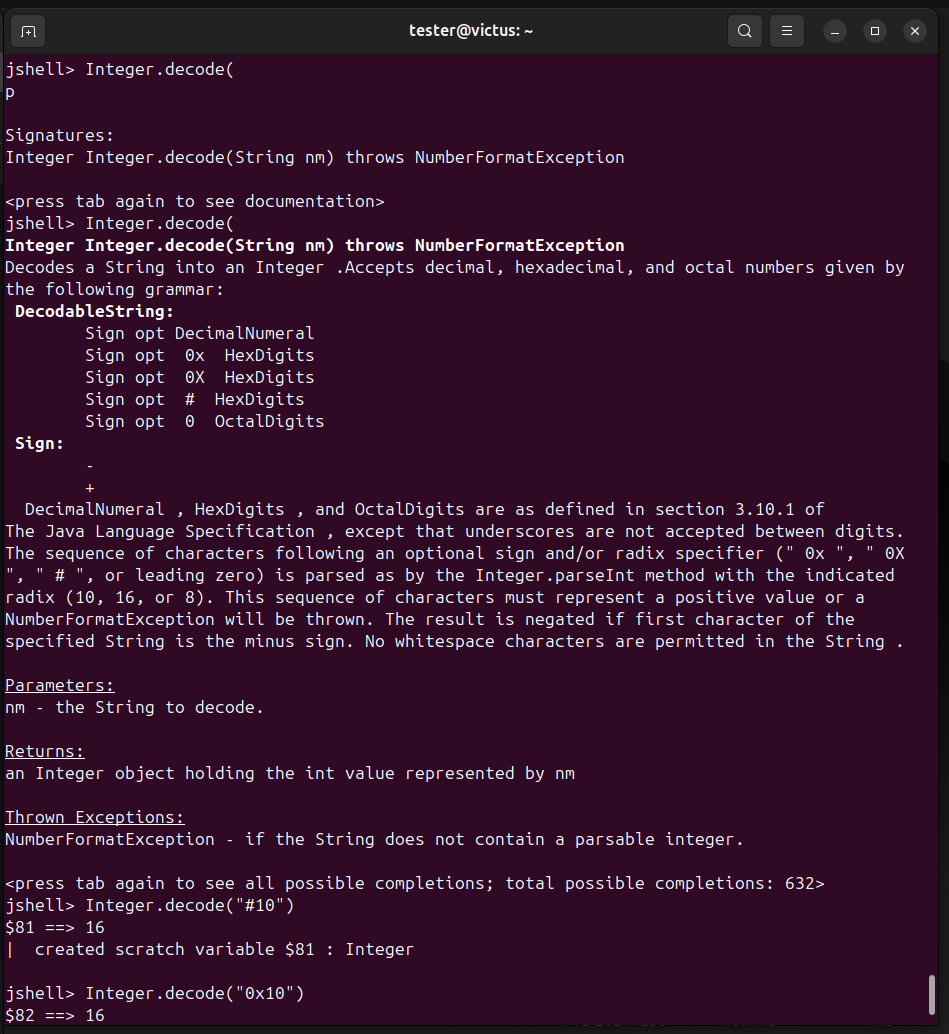 tester@victus: ~
jshell> Integer.decode(
p
Signatures:
Integer Integer.decode(String nm) throws NumberFormatException
<press tab again to see documentation>
jshell> Integer.decode(
Integer Integer.decode(String nm) throws NumberFormatException
Decodes a String into an Integer .Accepts decimal, hexadecimal, and octal numbers given by
the following grammar:
DecodableString:
Sign opt DecimalNumeral
Sign opt  0x  HexDigits
Sign opt  0X  HexDigits
Sign opt  #  HexDigits
Sign opt  0  OctalDigits
Sign:
-
+
DecimalNumeral , HexDigits , and OctalDigits are as defined in section 3.10.1 of
The Java Language Specification , except that underscores are not accepted between digits.
The sequence of characters following an optional sign and/or radix specifier (" 0x ", " 0X
", " # ", or leading zero) is parsed as by the Integer.parseInt method with the indicated
radix (10, 16, or 8). This sequence of characters must represent a positive value or a
NumberFormatException will be thrown. The result is negated if first character of the
specified String is the minus sign. No whitespace characters are permitted in the String .
Parameters:
nm - the String to decode.
Returns:
an Integer object holding the int value represented by nm
Thrown Exceptions:
NumberFormatException - if the String does not contain a parsable integer.
<press tab again to see all possible completions; total possible completions: 632>
jshell> Integer.decode("#10")
$81 ==> 16
|  created scratch variable $81 : Integer
jshell> Integer.decode("0x10")
$82 ==> 16